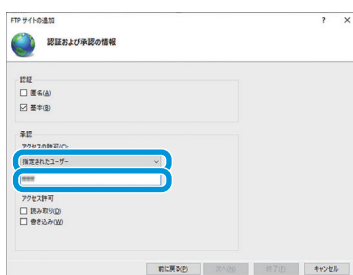 FTP サイトの追加
? ×
認証および承認の情報
認証
匿名(A)
基本(B)
承認
アクセスの許可(C):
指定されたユーザー
アクセス許可
読み取り(D)
書き込み(W)
前に戻る(P) 次へ(N) 終了(F) キャンセル